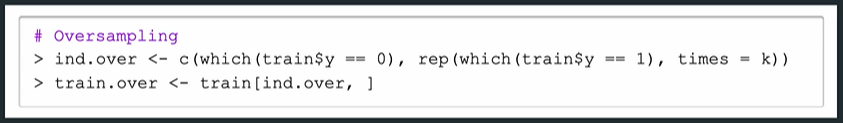 # Oversampling
> ind.over <- c(which(train$y == 0), rep(which(train$y == 1), times = k))
> train.over <- train[ind.over, ]